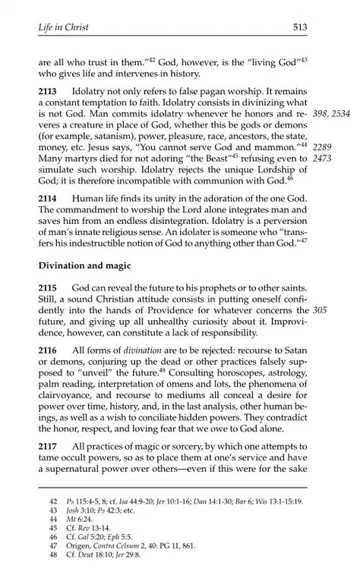 Life in Christ 513
are all who trust in them."42 God, however, is the "living God"43
who gives life and intervenes in history.
2113 Idolatry not only refers to false pagan worship. It remains
a constant temptation to faith. Idolatry consists in divinizing what
is not God. Man commits idolatry whenever he honors and re- 398, 2534
veres a creature in place of God, whether this be gods or demons
(for example, satanism), power, pleasure, race, ancestors, the state,
money, etc. Jesus says, "You cannot serve God and mammon."44 2289
Many martyrs died for not adoring "the Beast"45 refusing even to 2473
simulate such worship. Idolatry rejects the unique Lordship of
God; it is therefore incompatible with communion with God.46
2114 Human life finds its unity in the adoration of the one God.
The commandment to worship the Lord alone integrates man and
saves him from an endless disintegration. Idolatry is a perversion
of man's innate religious sense. An idolater is someone who "trans-
fers his indestructible notion of God to anything other than God."47
Divination and magic
2115 God can reveal the future to his prophets or to other saints.
Still, a sound Christian attitude consists in putting oneself confi-
dently into the hands of Providence for whatever concerns the 305
future, and giving up all unhealthy curiosity about it. Improvi-
dence, however, can constitute a lack of responsibility.
2116 All forms of divination are to be rejected: recourse to Satan
or demons, conjuring up the dead or other practices falsely sup-
posed to "unveil" the future.48 Consulting horoscopes, astrology,
palm reading, interpretation of omens and lots, the phenomena of
clairvoyance, and recourse to mediums all conceal a desire for
power over time, history, and, in the last analysis, other human be-
ings, as well as a wish to conciliate hidden powers. They contradict
the honor, respect, and loving fear that we owe to God alone.
2117 All practices of magic or sorcery, by which one attempts to
tame occult powers, so as to place them at one's service and have
a supernatural power over others—even if this were for the sake
42 Ps 115:4-5, 8; cf. Isa 44:9-20; Jer 10:1-16; Dan 14:1-30; Bar 6; Wis 13:1-15:19.
43 Josh 3:10; Ps 42:3; etc.
44 Mt 6:24.
45 Cf. Rev 13-14.
46 Cf. Gal 5:20; Eph 5:5.
47 Origen, Contra Celsum 2, 40: PG 11, 861.
48 Cf. Deut 18:10; Jer 29:8.